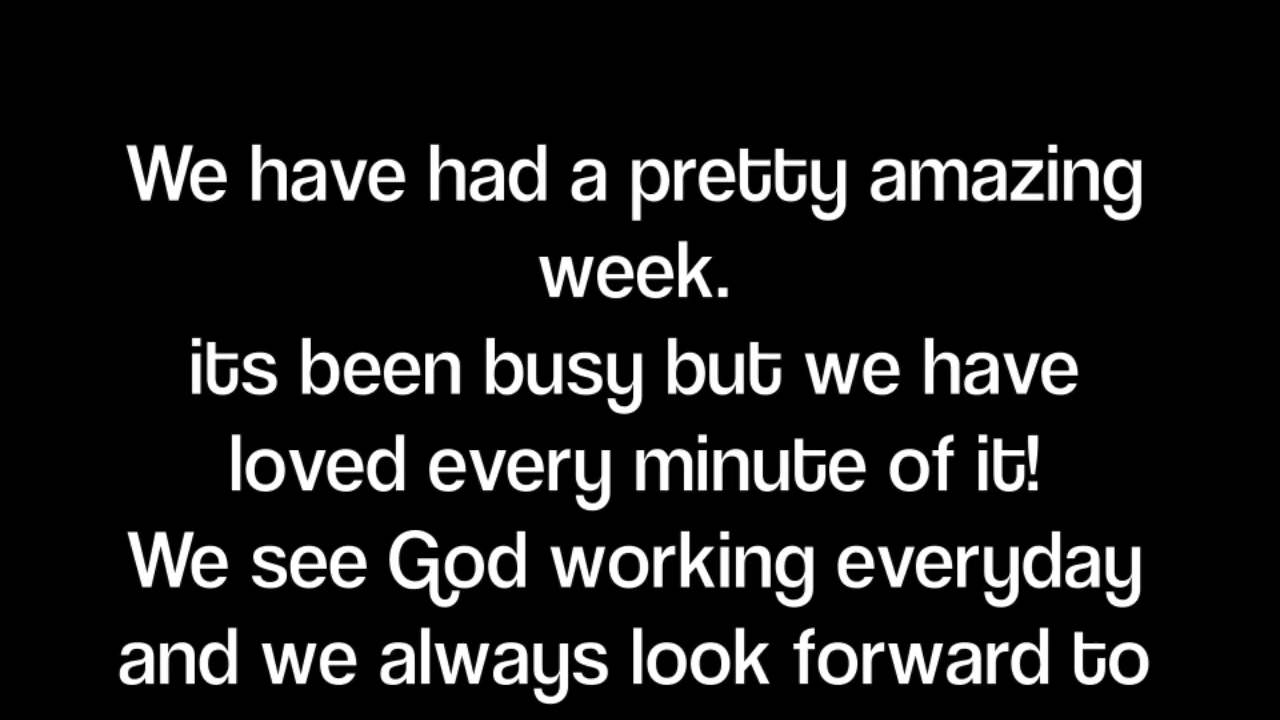 We have had a pretty amazing
week.
its been busy but we have
loved every minute of it!
We see God working everyday
and we always look forward to